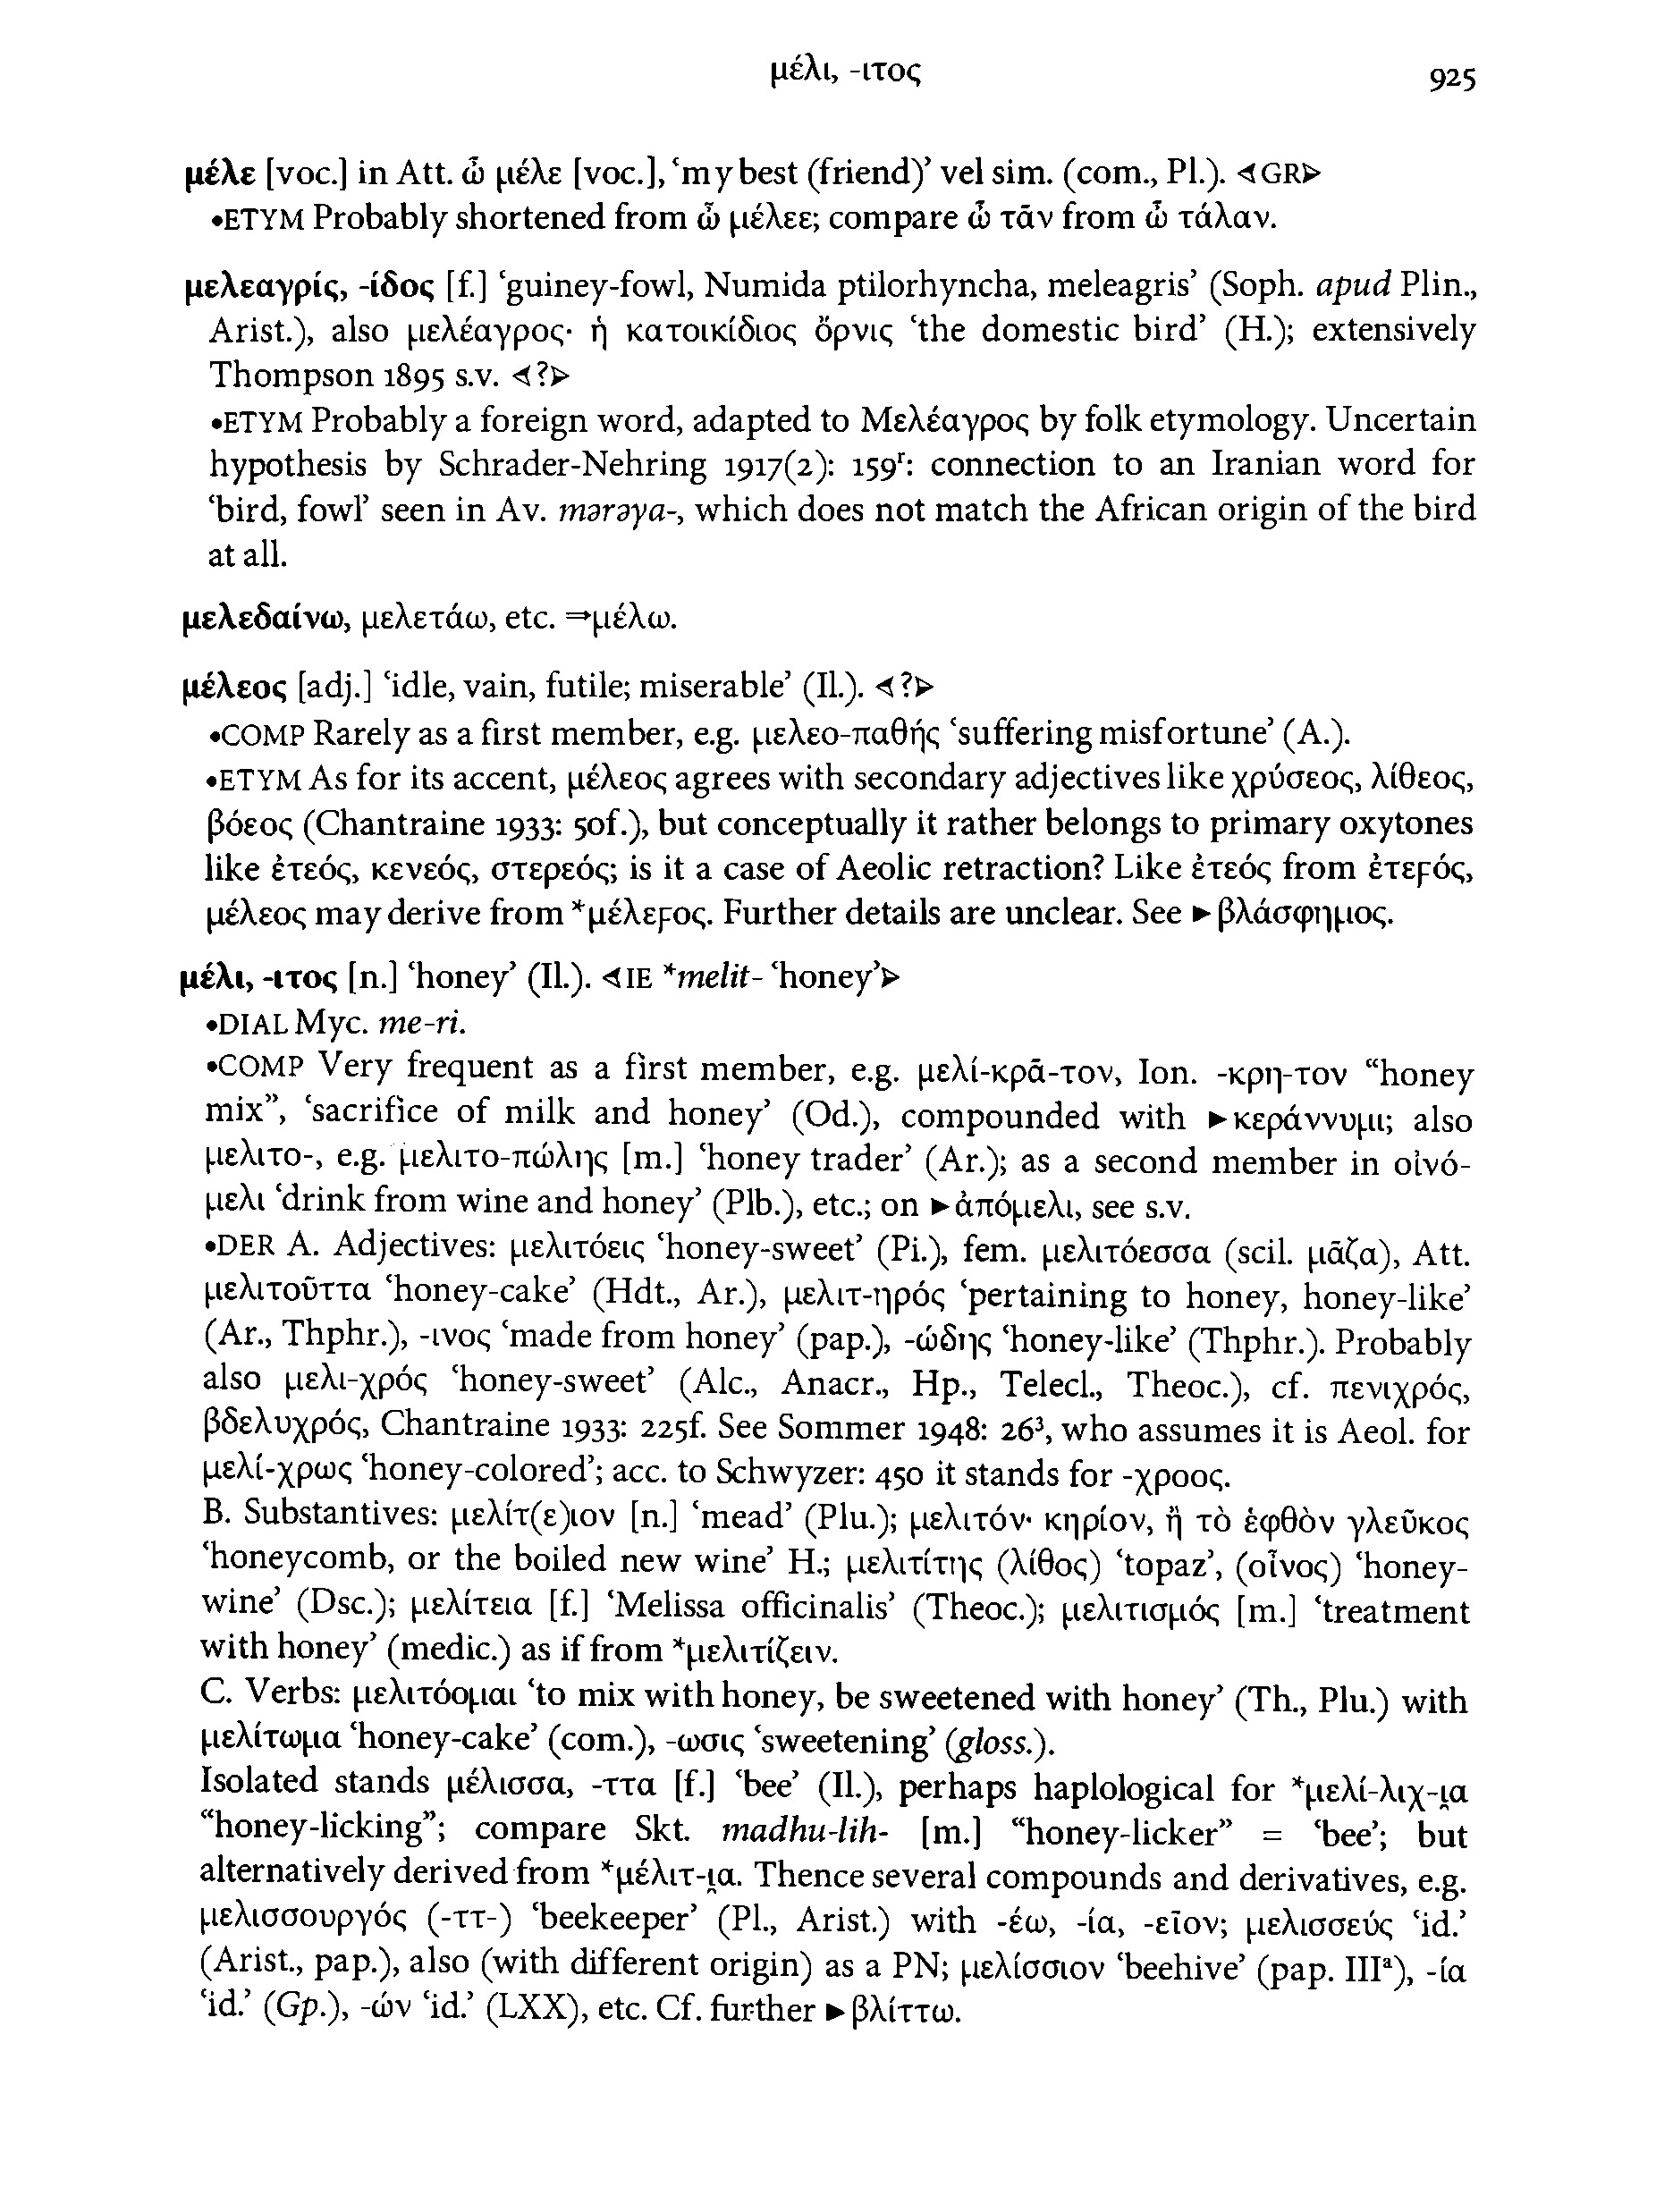 μέλι, -ιτος 925
μέλε [voc.] in Att. ὦ μέλε [voc.], ‘my best (friend)’ vel sim. (com., Pl.). ⊲GR⊳
•ETYM Probably shortened from ὦ μέλεε; compare ὦ τᾶν from ὦ τάλαν.
μελεαγρίς, -ίδος [f.] ‘guiney-fowl, Numida ptilorhyncha, meleagris’ (Soph. apud Plin.,
Arist.), also μελέαγρος· ἡ κατοικίδιος ὄρνις ‘the domestic bird’ (H.); extensively
Thompson 1895 s.v. ⊲?⊳
•ETYM Probably a foreign word, adapted to Μελέαγρος by folk etymology. Uncertain
hypothesis by Schrader-Nehring 1917(2): 159ʳ: connection to an Iranian word for
‘bird, fowl’ seen in Av. mərəγa-, which does not match the African origin of the bird
at all.
μελεδαίνω, μελετάω, etc. ⇒μέλω.
μέλεος [adj.] ‘idle, vain, futile; miserable’ (Il.). ⊲?⊳
•COMP Rarely as a first member, e.g. μελεο-παθής ‘suffering misfortune’ (A.).
•ETYM As for its accent, μέλεος agrees with secondary adjectives like χρύσεος, λίθεος,
βόεος (Chantraine 1933: 50f.), but conceptually it rather belongs to primary oxytones
like ἐτεός, κενεός, στερεός; is it a case of Aeolic retraction? Like ἐτεός from ἐτεϝός,
μέλεος may derive from *μέλεϝος. Further details are unclear. See ►βλάσφημος.
μέλι, -ιτος [n.] ‘honey’ (Il.). ⊲IE *melit- ‘honey’⊳
•DIAL Myc. me-ri.
•COMP Very frequent as a first member, e.g. μελί-κρᾱ-τον, Ion. -κρη-τον “honey
mix”, ‘sacrifice of milk and honey’ (Od.), compounded with ►κεράννυμι; also
μελιτο-, e.g. μελιτο-πώλης [m.] ‘honey trader’ (Ar.); as a second member in οἰνό-
μελι ‘drink from wine and honey’ (Plb.), etc.; on ►ἀπόμελι, see s.v.
•DER A. Adjectives: μελιτόεις ‘honey-sweet’ (Pi.), fem. μελιτόεσσα (scil. μᾶζα), Att.
μελιτοῦττα ‘honey-cake’ (Hdt., Ar.), μελιτ-ηρός ‘pertaining to honey, honey-like’
(Ar., Thphr.), -ινος ‘made from honey’ (pap.), -ώδης ‘honey-like’ (Thphr.). Probably
also μελι-χρός ‘honey-sweet’ (Alc., Anacr., Hp., Telecl., Theoc.), cf. πενιχρός,
βδελυχρός, Chantraine 1933: 225f. See Sommer 1948: 26³, who assumes it is Aeol. for
μελί-χρως ‘honey-colored’; acc. to Schwyzer: 450 it stands for -χροος.
B. Substantives: μελίτ(ε)ιον [n.] ‘mead’ (Plu.); μελιτόν· κηρίον, ἢ τὸ ἑφθὸν γλεῦκος
‘honeycomb, or the boiled new wine’ H.; μελιτίτης (λίθος) ‘topaz’, (οἶνος) ‘honey-
wine’ (Dsc.); μελίτεια [f.] ‘Melissa officinalis’ (Theoc.); μελιτισμός [m.] ‘treatment
with honey’ (medic.) as if from *μελιτίζειν.
C. Verbs: μελιτόομαι ‘to mix with honey, be sweetened with honey’ (Th., Plu.) with
μελίτωμα ‘honey-cake’ (com.), -ωσις ‘sweetening’ (gloss.).
Isolated stands μέλισσα, -ττα [f.] ‘bee’ (Il.), perhaps haplological for *μελί-λιχ-ι̯α
“honey-licking”; compare Skt. madhu-lih- [m.] “honey-licker” = ‘bee’; but
alternatively derived from *μέλιτ-ι̯α. Thence several compounds and derivatives, e.g.
μελισσουργός (-ττ-) ‘beekeeper’ (Pl., Arist.) with -έω, -ία, -εῖον; μελισσεύς ‘id.’
(Arist., pap.), also (with different origin) as a PN; μελίσσιον ‘beehive’ (pap. IIIᵃ), -ία
‘id.’ (Gp.), -ών ‘id.’ (LXX), etc. Cf. further ►βλίττω.